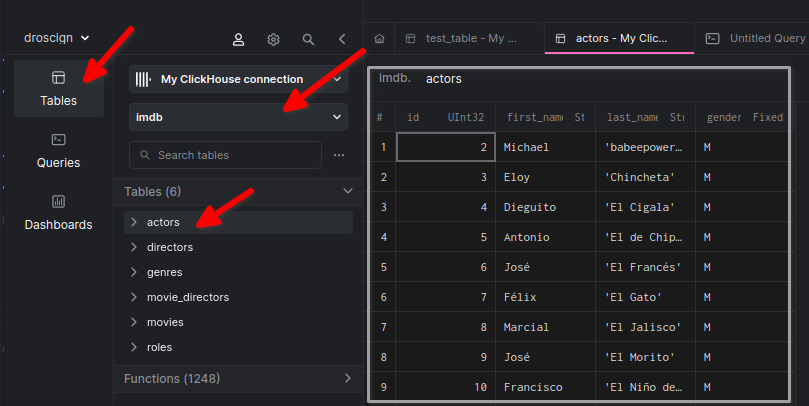 droscign
Tables
Queries
Dashboards
My ClickHouse connection
imdb
Search tables
Tables (6)
actors
directors
genres
movie_directors
movies
roles
Functions (1248)
test_table - My ...
actors - My Clic...
Untitled Query
imdb. actors
# id UInt32 first_name St last_name Str gender Fixed
1 2 Michael 'babeepower… M
2 3 Eloy 'Chincheta' M
3 4 Dieguito 'El Cigala' M
4 5 Antonio 'El de Chip… M
5 6 José 'El Francés' M
6 7 Félix 'El Gato' M
7 8 Marcial 'El Jalisco' M
8 9 José 'El Morito' M
9 10 Francisco 'El Niño de… M